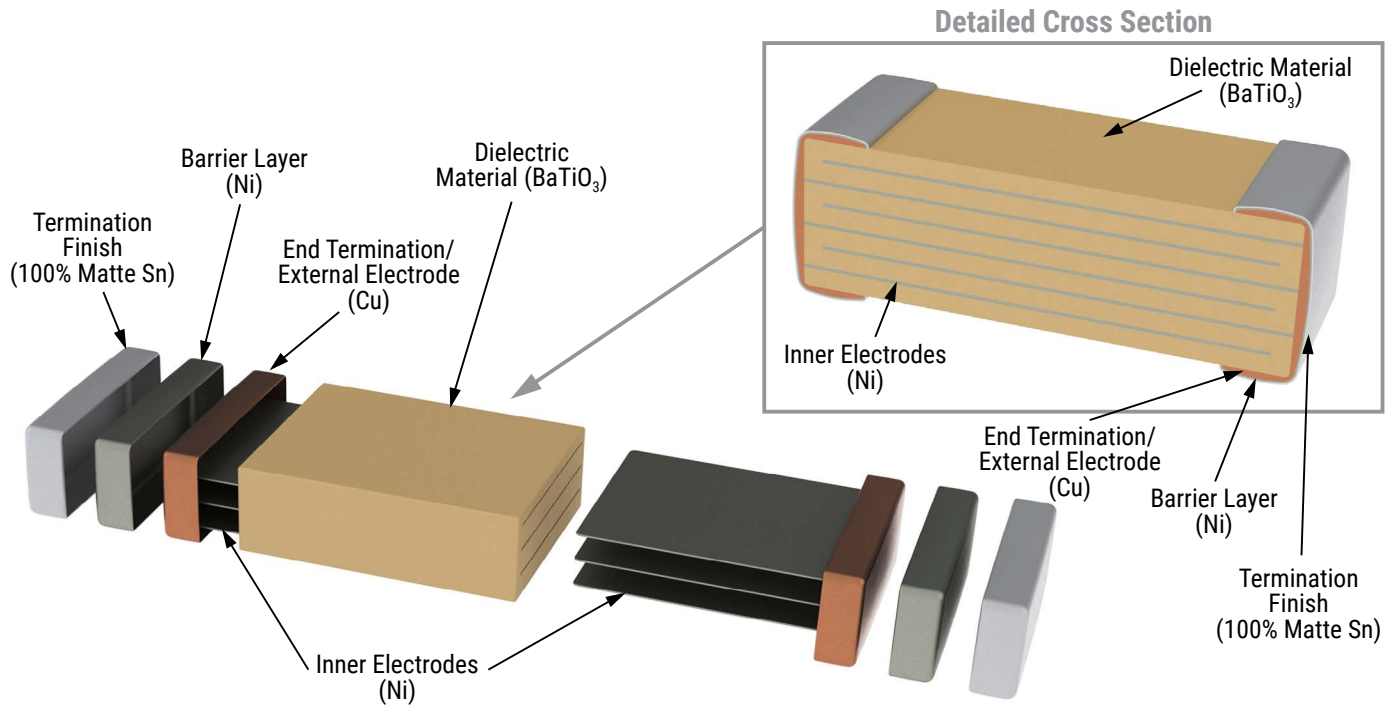 Detailed Cross Section
Dielectric Material
(BaTiO₃)
Inner Electrodes
(Ni)
End Termination/
External Electrode
(Cu)
Barrier Layer
(Ni)
Termination
Finish
(100% Matte Sn)
Termination
Finish
(100% Matte Sn)
Barrier Layer
(Ni)
End Termination/
External Electrode
(Cu)
Dielectric
Material (BaTiO₃)
Inner Electrodes
(Ni)